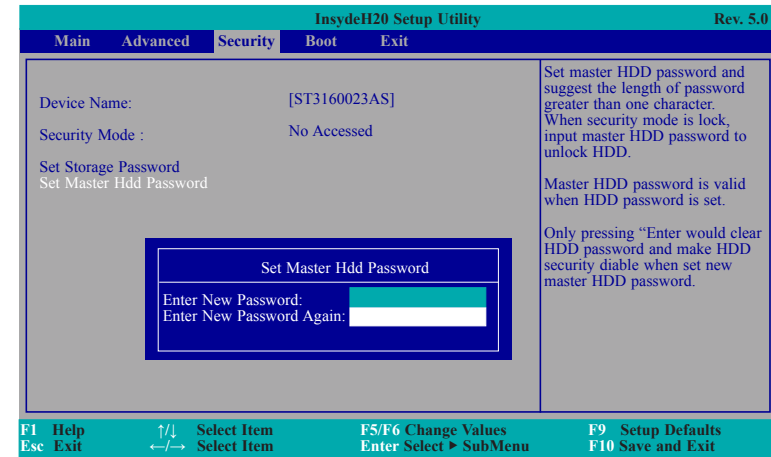 InsydeH20 Setup Utility Rev. 5.0
Main Advanced Security Boot Exit
Device Name: [ST3160023AS]
Security Mode : No Accessed
Set Storage Password
Set Master Hdd Password
Set master HDD password and
suggest the length of password
greater than one character.
When security mode is lock,
input master HDD password to
unlock HDD.
Master HDD password is valid
when HDD password is set.
Only pressing “Enter would clear
HDD password and make HDD
security diable when set new
master HDD password.
Set Master Hdd Password
Enter New Password:
Enter New Password Again:
F1 Help ↑/↓ Select Item F5/F6 Change Values F9 Setup Defaults
Esc Exit ←/→ Select Item Enter Select ▶ SubMenu F10 Save and Exit